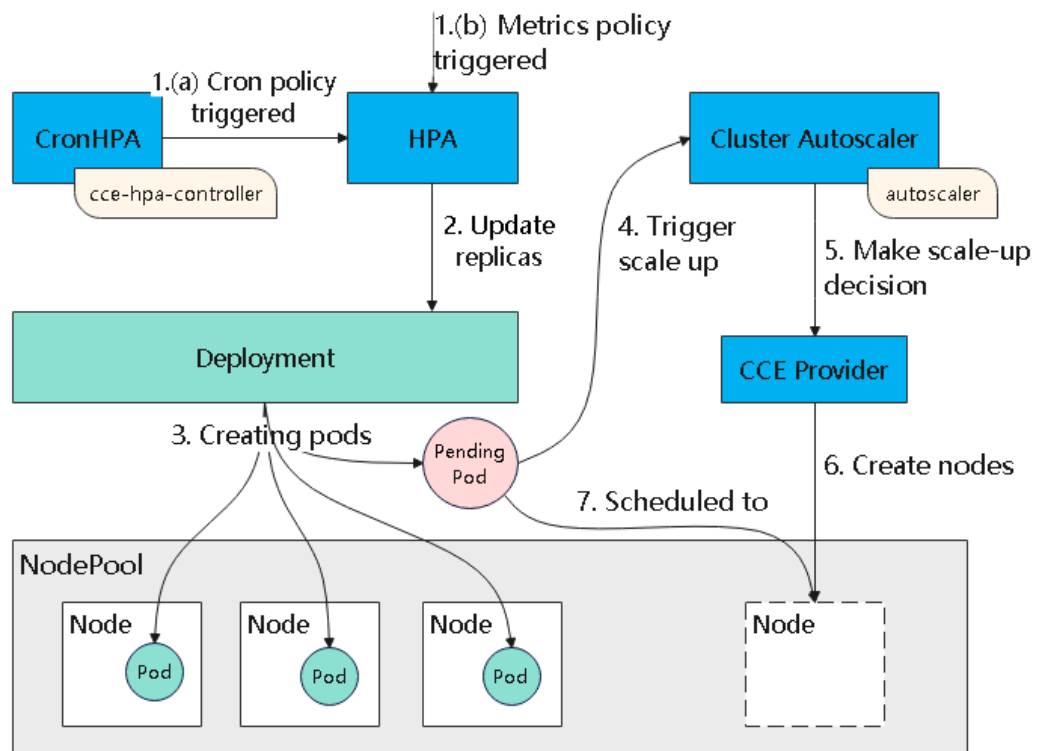 1.(b) Metrics policy
triggered
1.(a) Cron policy
triggered
CronHPA
cce-hpa-controller
HPA
Cluster Autoscaler
autoscaler
2. Update
replicas
4. Trigger
scale up
5. Make scale-up
decision
Deployment
CCE Provider
3. Creating pods
Pending
Pod
6. Create nodes
7. Scheduled to
NodePool
Node
Pod
Node
Pod
Node
Pod
Node